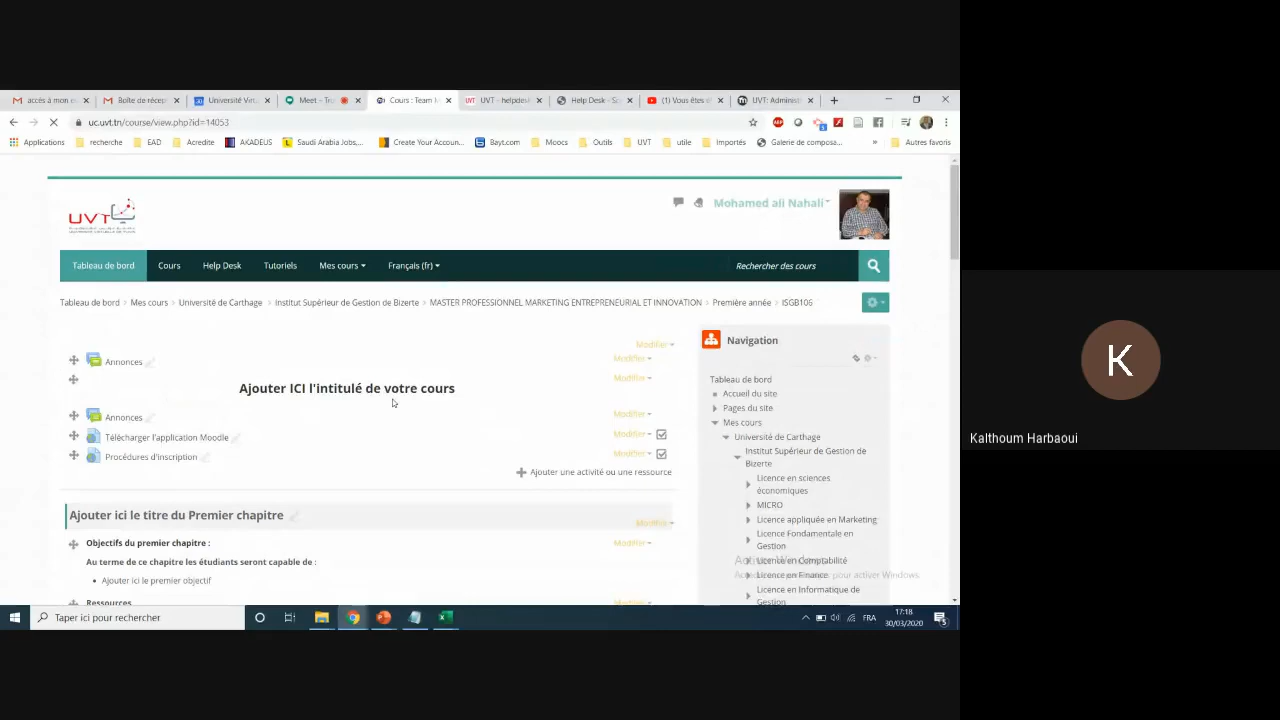 accès à mon e
Boîte de récep
Université Vir
Meet – Tru
Cours : Team M
UVT – helpdes
Help Desk - S
(1) Vous êtes
UVT: Administ
uc.uvt.tn/course/view.php?id=14053
Applications
recherche
EAD
Acredite
AKADEUS
Saudi Arabia Jobs,...
Create Your Accoun...
Bayt.com
Moocs
Outils
UVT
utile
Importés
Galerie de composa...
»
Autres favoris
UVT
Mohamed ali Nahali
Tableau de bord
Cours
Help Desk
Tutoriels
Mes cours
Français (fr)
Rechercher des cours
Tableau de bord > Mes cours > Université de Carthage > Institut Supérieur de Gestion de Bizerte > MASTER PROFESSIONNEL MARKETING ENTREPRENEURIAL ET INNOVATION > Première année > ISGB106
Modifier
Annonces
Modifier
Modifier
Ajouter ICI l'intitulé de votre cours
Annonces
Modifier
Télécharger l'application Moodle
Modifier
Procédures d'inscription
Modifier
Ajouter une activité ou une ressource
Ajouter ici le titre du Premier chapitre
Modifier
Objectifs du premier chapitre :
Modifier
Au terme de ce chapitre les étudiants seront capable de :
Ajouter ici le premier objectif
Ressources
Modifier
Navigation
Tableau de bord
Accueil du site
Pages du site
Mes cours
Université de Carthage
Institut Supérieur de Gestion de
Bizerte
Licence en sciences
économiques
MICRO
Licence appliquée en Marketing
Licence Fondamentale en
Gestion
Licence en Comptabilité
Licence en Finance
Licence en Informatique de
Gestion
pour activer Windows.
Taper ici pour rechercher
FRA
17:18
30/03/2020
5
K
Kalthoum Harbaoui